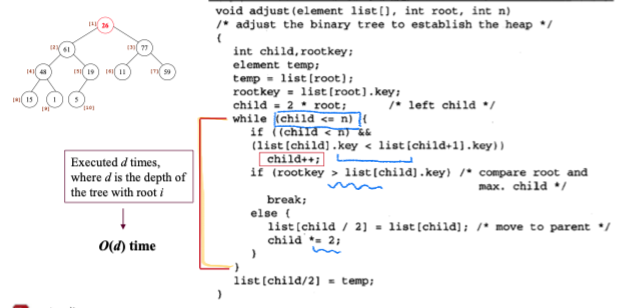 void adjust(element list[], int root, int n)
/* adjust the binary tree to establish the heap */
{
int child,rootkey;
element temp;
temp = list[root];
rootkey = list[root].key;
child = 2 * root; /* left child */
while (child <= n) {
if ((child < n) &&
(list[child].key < list[child+1].key))
child++;
if (rootkey > list[child].key) /* compare root and
max. child */
break;
else {
list[child / 2] = list[child]; /* move to parent */
child *= 2;
}
}
list[child/2] = temp;
}
[1] 26
[2] 61
[3] 77
[4] 48
[5] 19
[6] 11
[7] 59
[8] 15
[9] 1
5 [10]
Executed d times,
where d is the depth of
the tree with root i
O(d) time